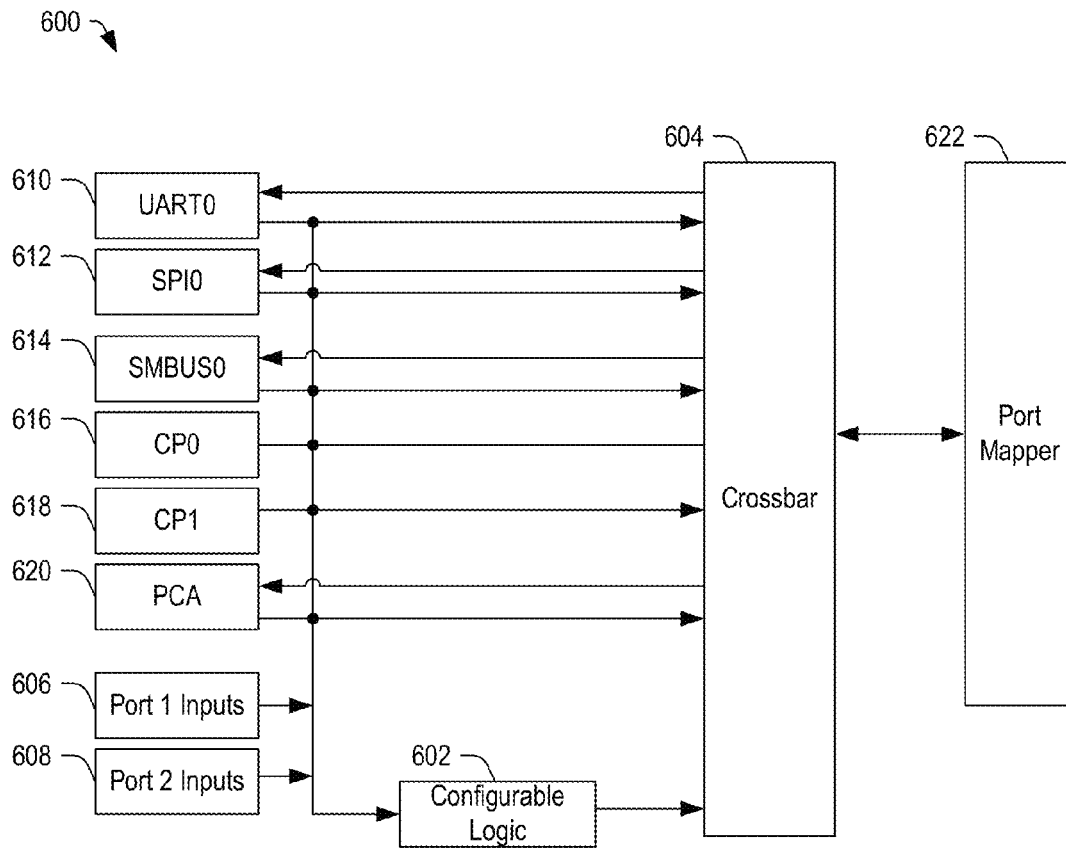 600
604
622
610
UART0
612
SPI0
614
SMBUS0
616
CP0
618
CP1
620
PCA
Crossbar
Port
Mapper
606
Port 1 Inputs
608
Port 2 Inputs
602
Configurable
Logic